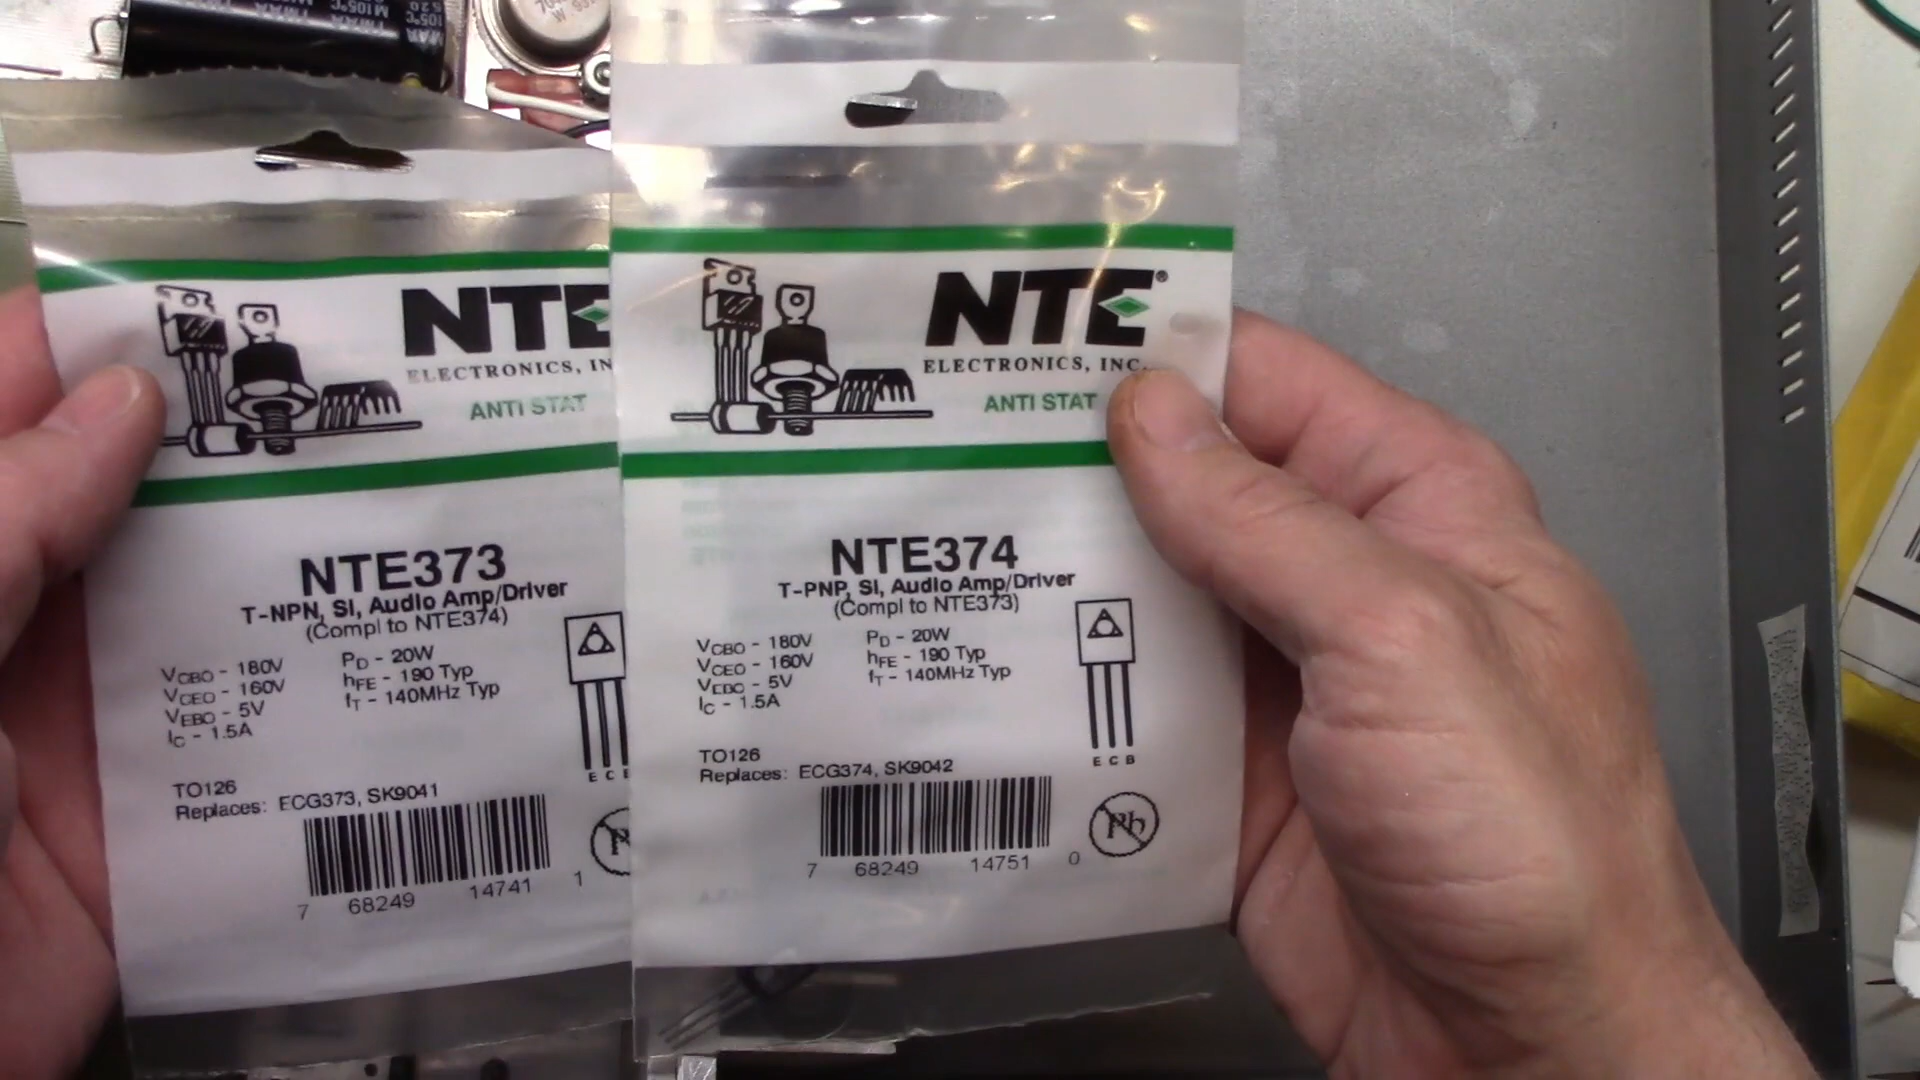 105°C
M105°C
105°C
NTE
ELECTRONICS, IN
ANTI STAT
NTE373
T-NPN, Si, Audio Amp/Driver
(Compl to NTE374)
VCBO - 180V
VCEO - 160V
VEBO - 5V
IC - 1.5A
PD - 20W
hFE - 190 Typ
fT - 140MHz Typ
E C
TO126
Replaces: ECG373, SK9041
7 68249 14741 1
NTE®
ELECTRONICS, INC.
ANTI STAT
NTE374
T-PNP, Si, Audio Amp/Driver
(Compl to NTE373)
VCBO - 180V
VCEO - 160V
VEBO - 5V
IC - 1.5A
PD - 20W
hFE - 190 Typ
fT - 140MHz Typ
E C B
TO126
Replaces: ECG374, SK9042
Pb
7 68249 14751 0